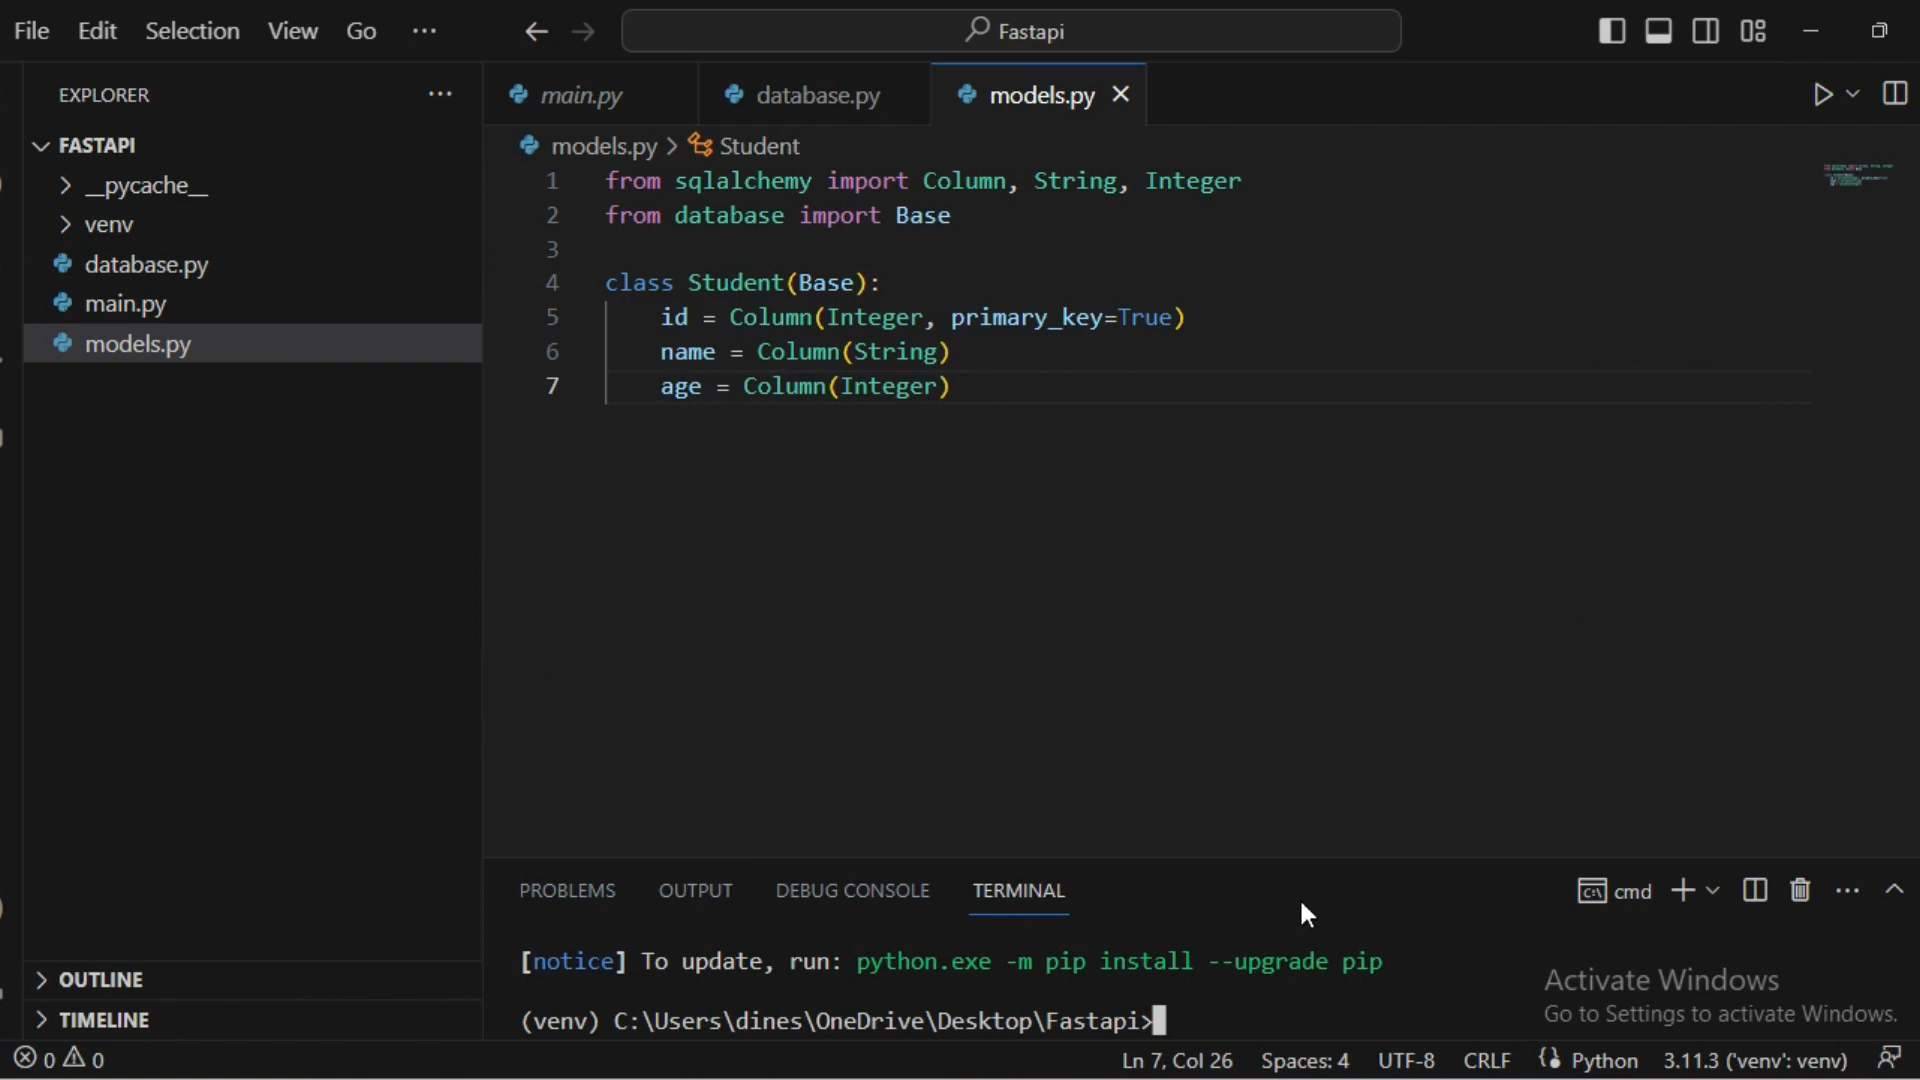 File Edit Selection View Go ···
Fastapi
EXPLORER ···
FASTAPI
__pycache__
venv
database.py
main.py
models.py
OUTLINE
TIMELINE
main.py database.py models.py
models.py > Student
1 from sqlalchemy import Column, String, Integer
2 from database import Base
3
4 class Student(Base):
5     id = Column(Integer, primary_key=True)
6     name = Column(String)
7     age = Column(Integer)
PROBLEMS OUTPUT DEBUG CONSOLE TERMINAL
cmd
[notice] To update, run: python.exe -m pip install --upgrade pip
(venv) C:\Users\dines\OneDrive\Desktop\Fastapi>
Activate Windows
Go to Settings to activate Windows.
0 0
Ln 7, Col 26 Spaces: 4 UTF-8 CRLF Python 3.11.3 ('venv': venv)